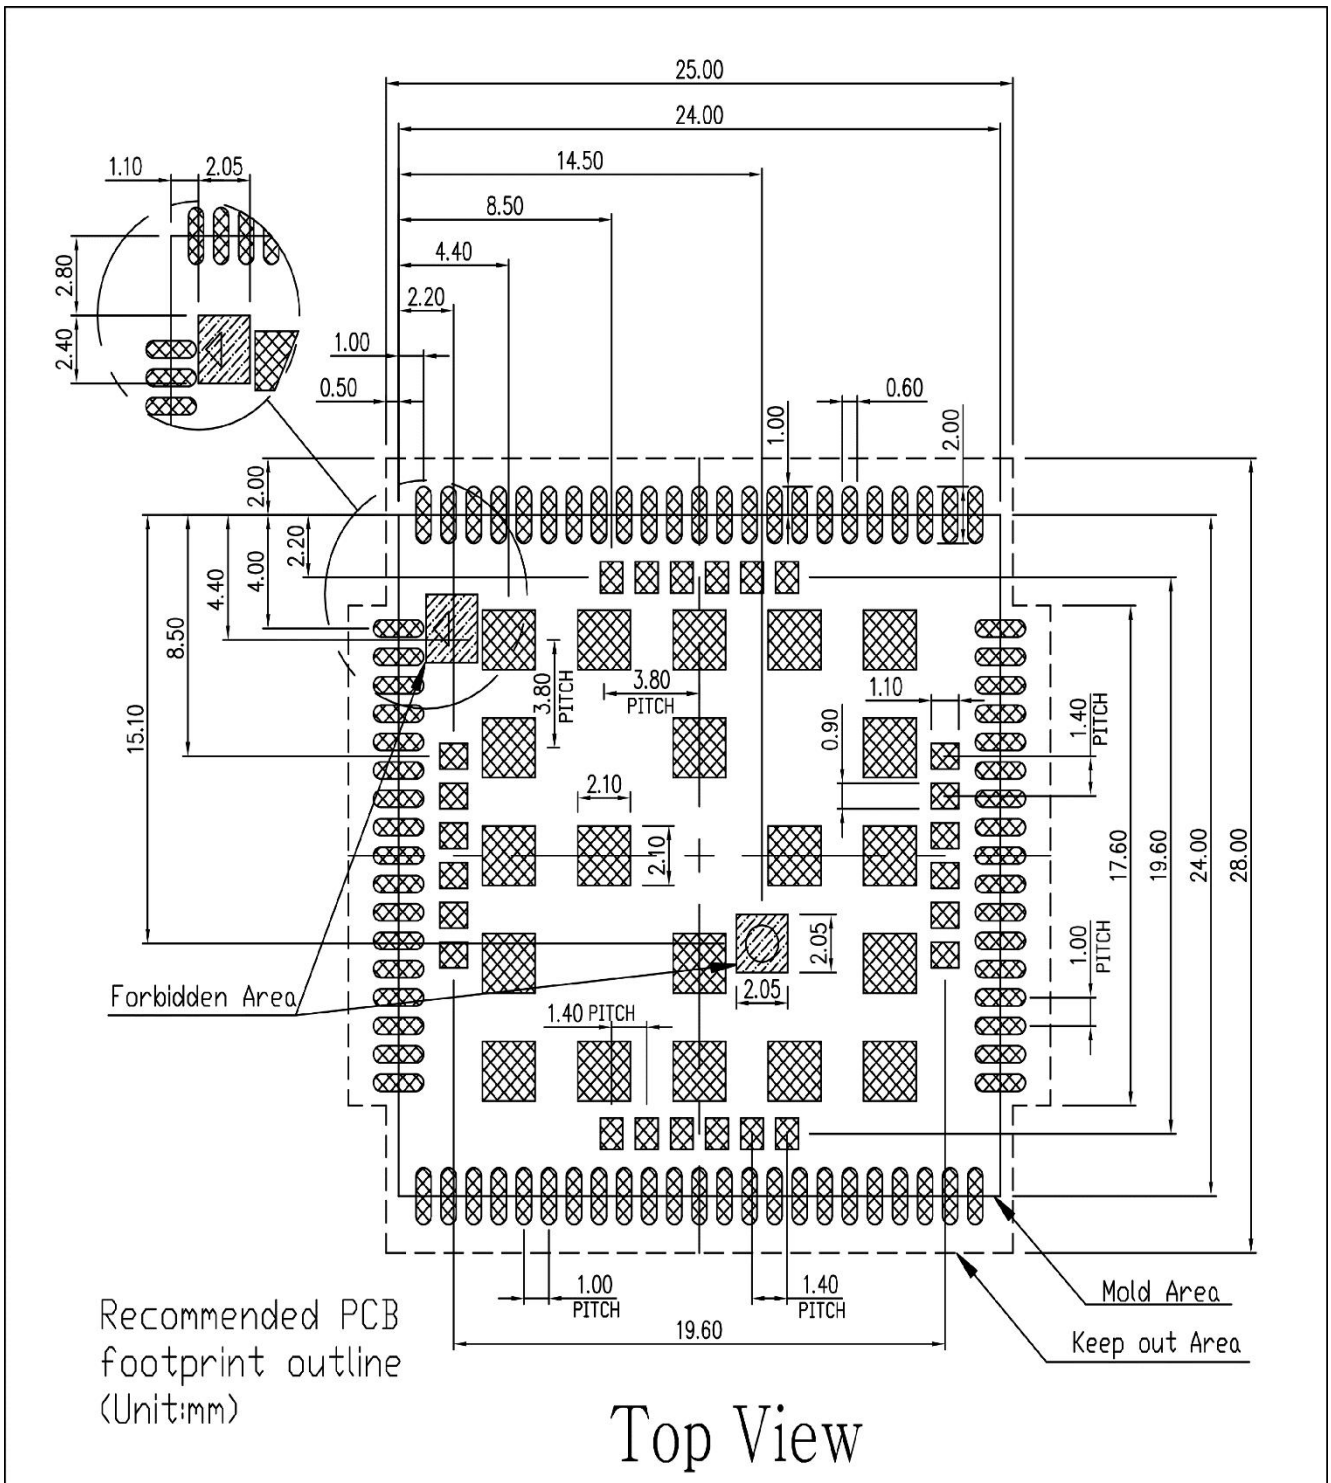 25.00
24.00
14.50
1.10
2.05
8.50
4.40
2.80
2.20
2.40
1.00
0.50
0.60
1.00
2.00
2.00
2.20
4.00
4.40
8.50
15.10
3.80
PITCH
3.80
PITCH
1.10
0.90
1.40
PITCH
2.10
2.10
17.60
19.60
24.00
28.00
2.05
2.05
1.00
PITCH
Forbidden Area
1.40 PITCH
1.00
PITCH
1.40
PITCH
19.60
Mold Area
Keep out Area
Recommended PCB
footprint outline
(Unit:mm)
Top View